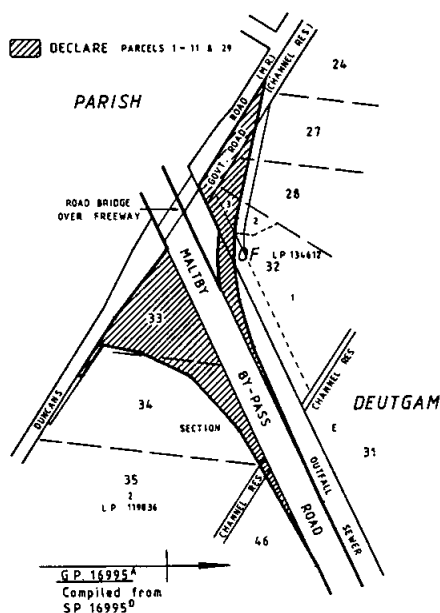 DECLARE PARCELS 1-11 & 29
PARISH
ROAD
(M.R)
(CHANNEL RES)
24
GOVT. ROAD
27
28
3
2
ROAD BRIDGE
OVER FREEWAY
OF
LP 134612
32
MALTBY
1
33
BY-PASS
CHANNEL RES
DEUTGAM
34
DUNCANS
SECTION
E
31
35
2
L.P. 119836
OUTFALL
ROAD
SEWER
CHANNEL RES
46
G.P. 16995A
Compiled from
SP 16995D